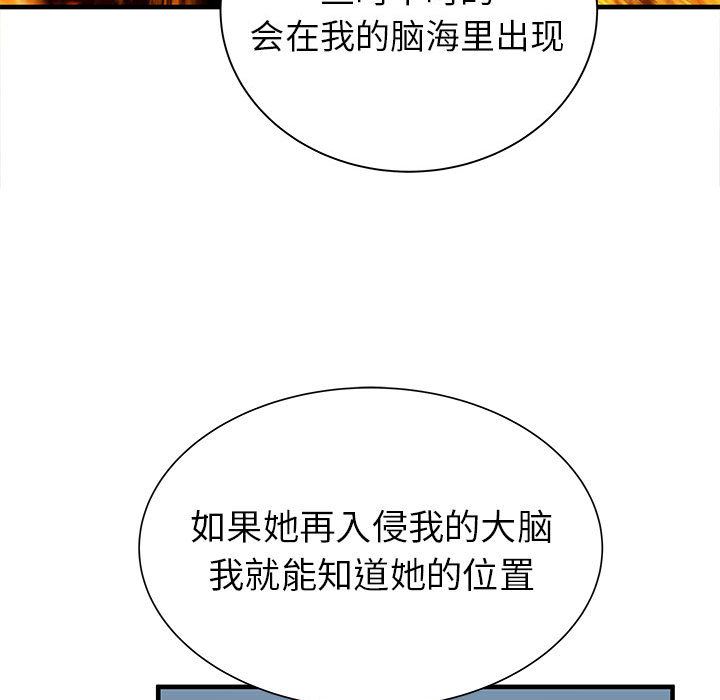 会在我的脑海里出现
如果她再入侵我的大脑
我就能知道她的位置